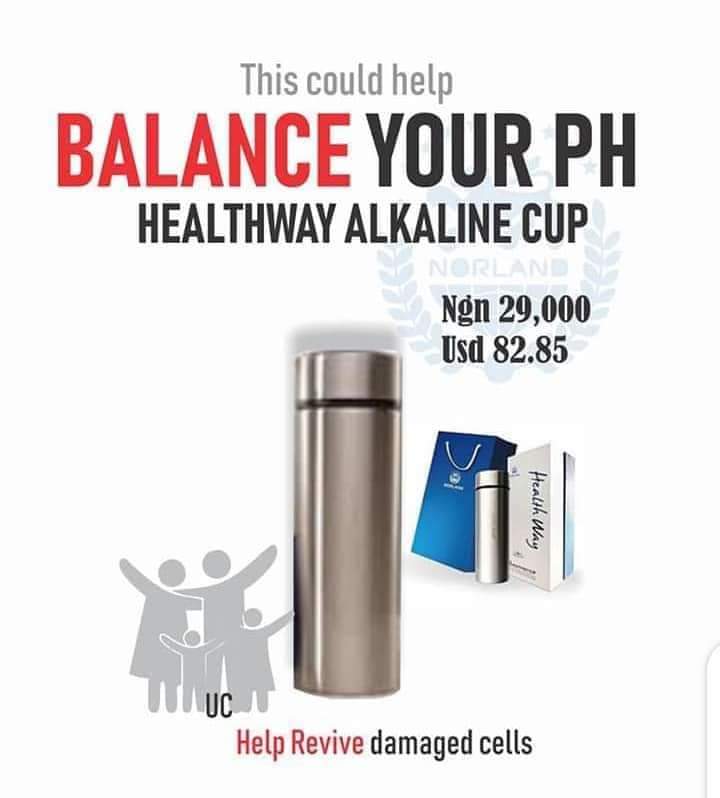 This could help
BALANCE YOUR PH
HEALTHWAY ALKALINE CUP
NORLAND
Ngn 29,000
Usd 82.85
NORLAND
Health Way
UC
Help Revive damaged cells